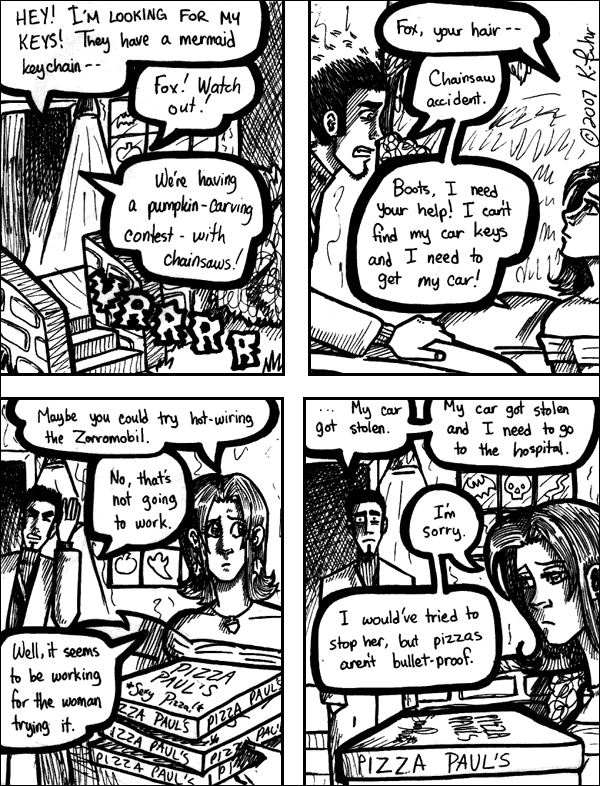 HEY! I'M LOOKING FOR MY
KEYS! They have a mermaid
keychain--
Fox! Watch
out!
We're having
a pumpkin-carving
contest - with
chainsaws!
VRARRR
Fox, your hair--
Chainsaw
accident.
Boots, I need
your help! I can't
find my car keys
and I need to
get my car!
©2007
Maybe you could try hot-wiring
the Zorromobil.
No, that's
not going
to work.
Well, it seems
to be working
for the woman
trying it.
PIZZA
PAUL'S
*Sexy
Pizza!*
PIZZA PAUL'S
PIZZA PAUL'S
PIZZA PAUL'S
... My car
got stolen.
My car got stolen
and I need to go
to the hospital.
I'm
sorry.
I would've tried to
stop her, but pizzas
aren't bullet-proof.
PIZZA
PAUL'S
PIZZA PAUL'S